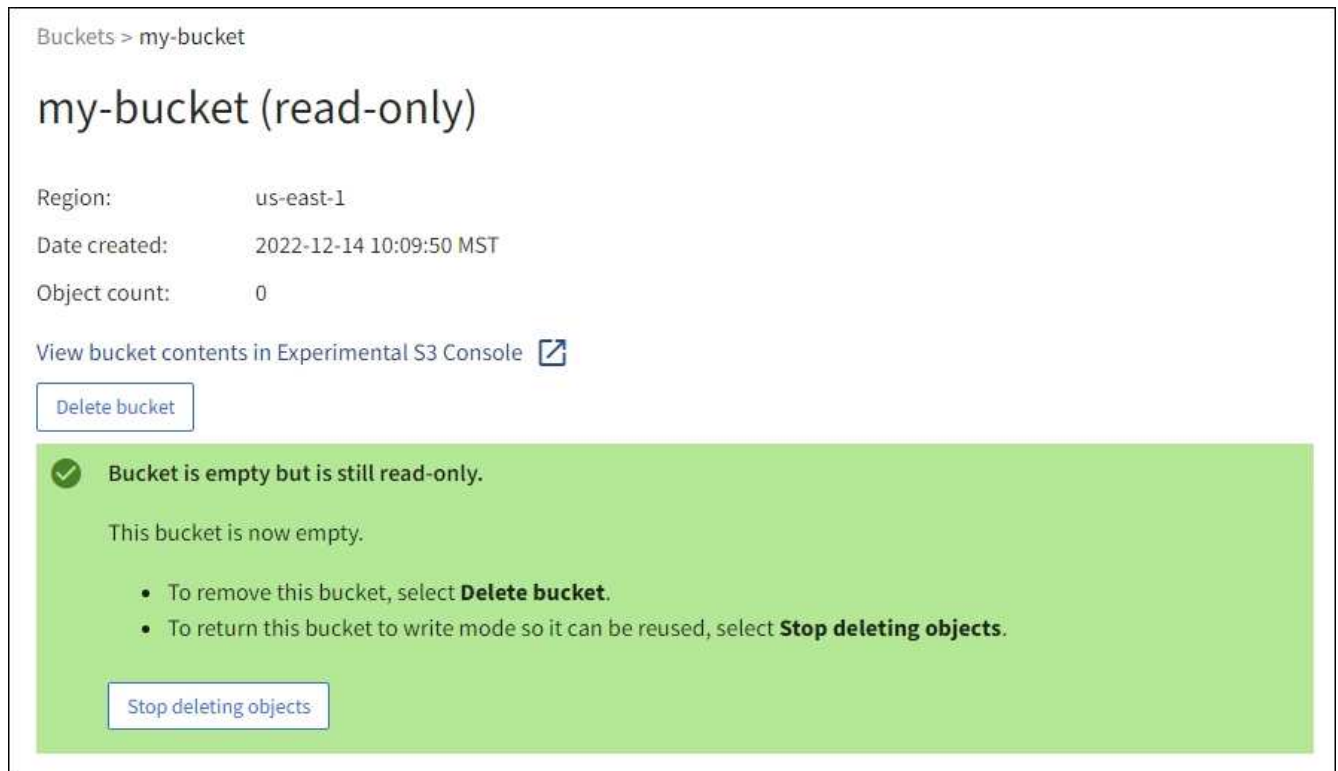 Buckets > my-bucket
my-bucket (read-only)
Region: us-east-1
Date created: 2022-12-14 10:09:50 MST
Object count: 0
View bucket contents in Experimental S3 Console
Delete bucket
Bucket is empty but is still read-only.
This bucket is now empty.
• To remove this bucket, select Delete bucket.
• To return this bucket to write mode so it can be reused, select Stop deleting objects.
Stop deleting objects